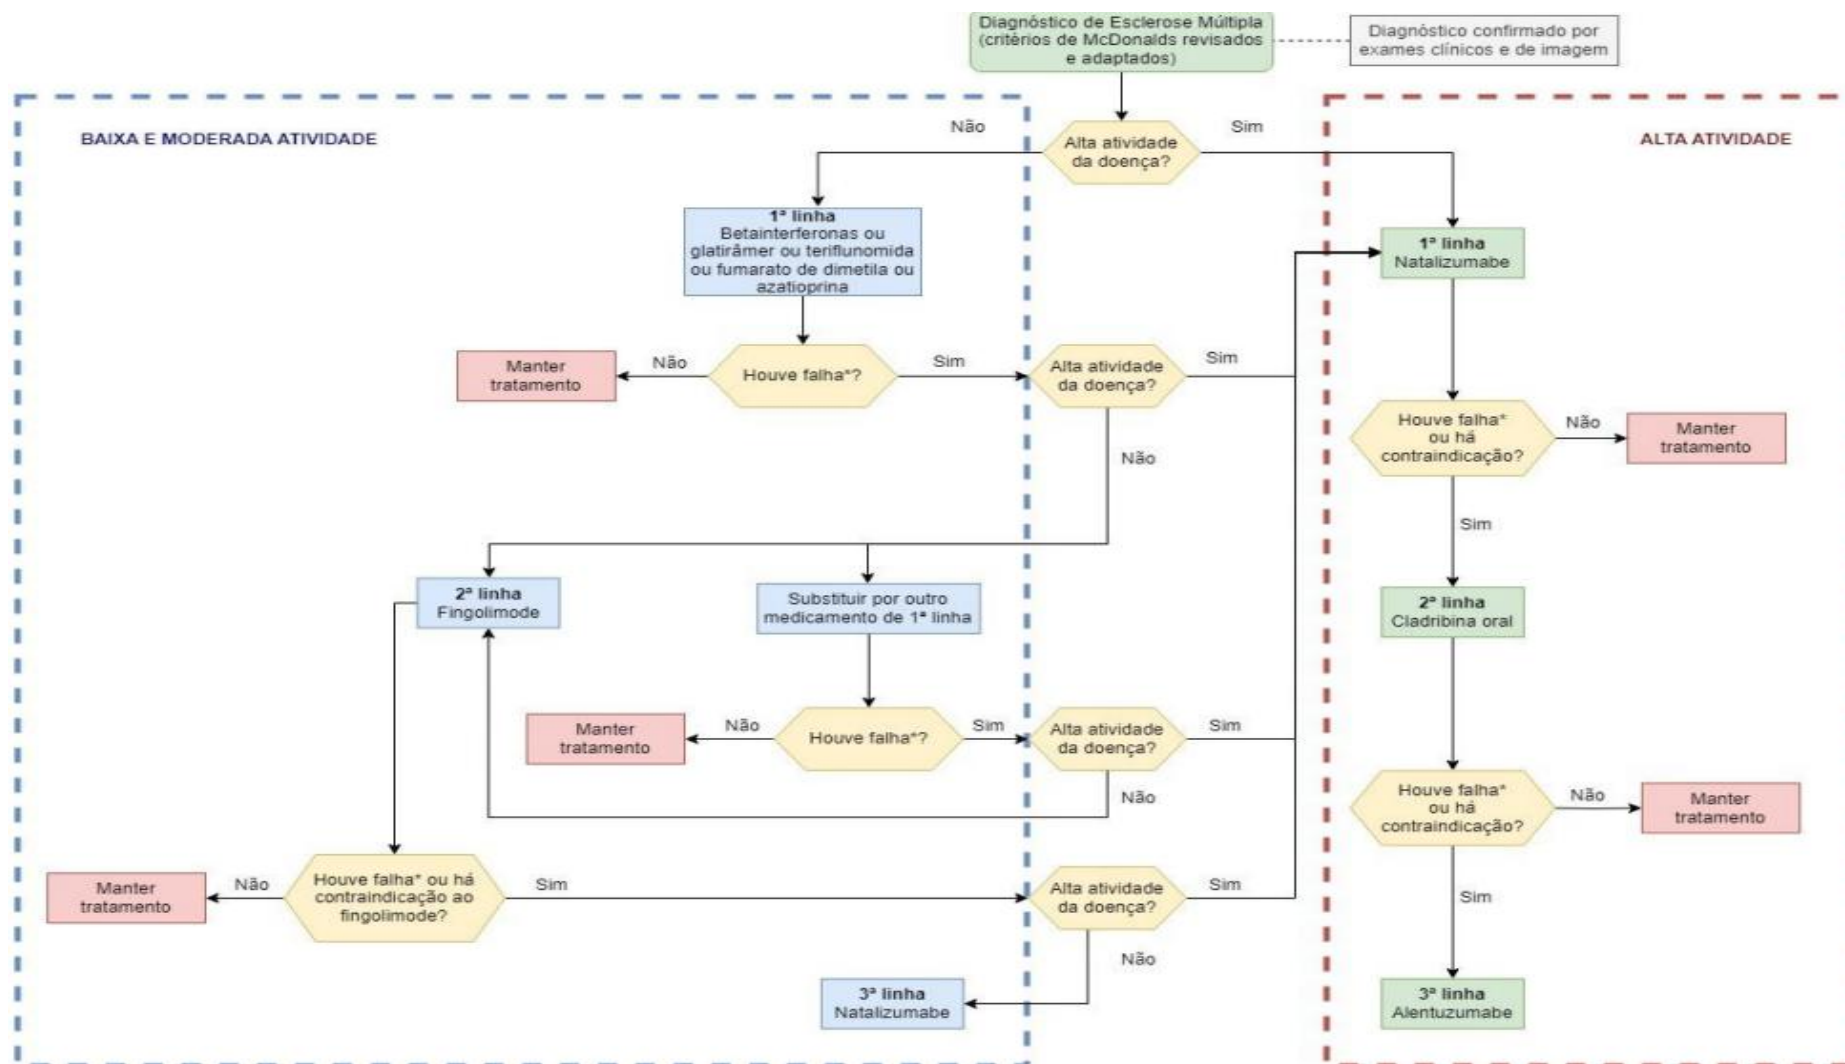 Diagnóstico de Esclerose Múltipla
(critérios de McDonalds revisados
e adaptados)
Diagnóstico confirmado por
exames clínicos e de imagem
BAIXA E MODERADA ATIVIDADE
ALTA ATIVIDADE
Não
Alta atividade
da doença?
Sim
1ª linha
Betainterferonas ou
glatirâmer ou teriflunomida
ou fumarato de dimetila ou
azatioprina
1ª linha
Natalizumabe
Manter
tratamento
Não
Houve falha*?
Sim
Alta atividade
da doença?
Sim
Não
Houve falha*
ou há
contraindicação?
Não
Manter
tratamento
Sim
2ª linha
Fingolimode
Substituir por outro
medicamento de 1ª linha
2ª linha
Cladribina oral
Manter
tratamento
Não
Houve falha*?
Sim
Alta atividade
da doença?
Sim
Não
Houve falha*
ou há
contraindicação?
Não
Manter
tratamento
Sim
Manter
tratamento
Não
Houve falha* ou há
contraindicação ao
fingolimode?
Sim
Alta atividade
da doença?
Sim
Não
3ª linha
Natalizumabe
3ª linha
Alentuzumabe